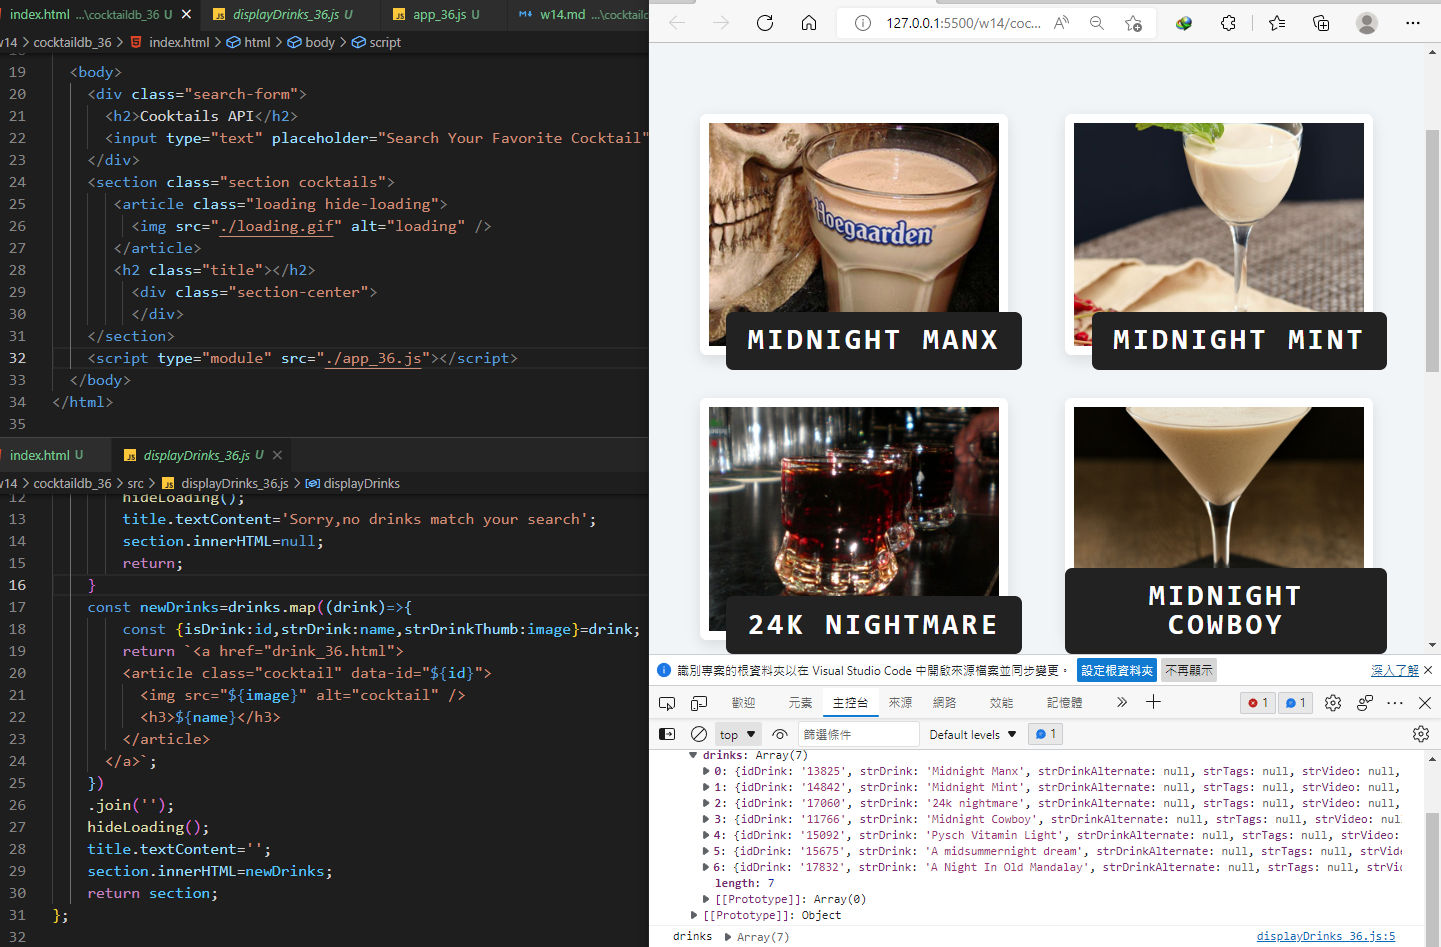 index.html ...\cocktaildb_36 U
displayDrinks_36.js U
app_36.js U
w14.md ...\cocktailc
w14 > cocktaildb_36 > index.html > html > body > script
19 <body>
20 <div class="search-form">
21 <h2>Cooktails API</h2>
22 <input type="text" placeholder="Search Your Favorite Cocktail"
23 </div>
24 <section class="section cocktails">
25 <article class="loading hide-loading">
26 <img src="./loading.gif" alt="loading" />
27 </article>
28 <h2 class="title"></h2>
29 <div class="section-center">
30 </div>
31 </section>
32 <script type="module" src="./app_36.js"></script>
33 </body>
34 </html>
35
index.html U
displayDrinks_36.js U
w14 > cocktaildb_36 > src > displayDrinks_36.js > displayDrinks
12 hideLoading();
13 title.textContent='Sorry,no drinks match your search';
14 section.innerHTML=null;
15 return;
16 }
17 const newDrinks=drinks.map((drink)=>{
18 const {isDrink:id,strDrink:name,strDrinkThumb:image}=drink;
19 return `<a href="drink_36.html">
20 <article class="cocktail" data-id="${id}">
21 <img src="${image}" alt="cocktail" />
22 <h3>${name}</h3>
23 </article>
24 </a>`;
25 })
26 .join('');
27 hideLoading();
28 title.textContent='';
29 section.innerHTML=newDrinks;
30 return section;
31 };
32
127.0.0.1:5500/w14/coc...
Hoegaarden
MIDNIGHT MANX
MIDNIGHT MINT
24K NIGHTMARE
MIDNIGHT
COWBOY
識別專案的根資料夾以在 Visual Studio Code 中開啟來源檔案並同步變更。 設定根資料夾 不再顯示 深入了解
歡迎 元素 主控台 來源 網路 效能 記憶體 1 1
top 篩選條件 Default levels 1
drinks: Array(7)
0: {idDrink: '13825', strDrink: 'Midnight Manx', strDrinkAlternate: null, strTags: null, strVideo: null,
1: {idDrink: '14842', strDrink: 'Midnight Mint', strDrinkAlternate: null, strTags: null, strVideo: null,
2: {idDrink: '17060', strDrink: '24k nightmare', strDrinkAlternate: null, strTags: null, strVideo: null,
3: {idDrink: '11766', strDrink: 'Midnight Cowboy', strDrinkAlternate: null, strTags: null, strVideo: nul
4: {idDrink: '15092', strDrink: 'Pysch Vitamin Light', strDrinkAlternate: null, strTags: null, strVideo:
5: {idDrink: '15675', strDrink: 'A midsummernight dream', strDrinkAlternate: null, strTags: null, strVide
6: {idDrink: '17832', strDrink: 'A Night In Old Mandalay', strDrinkAlternate: null, strTags: null, strVi
length: 7
[[Prototype]]: Array(0)
[[Prototype]]: Object
drinks Array(7) displayDrinks 36.js:5